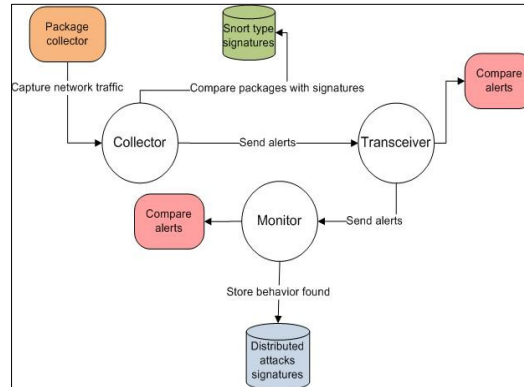 Package
collector
Snort type
signatures
Compare
alerts
Capture network traffic
Compare packages with signatures
Collector
Send alerts
Transceiver
Compare
alerts
Monitor
Send alerts
Store behavior found
Distributed
attacks
signatures